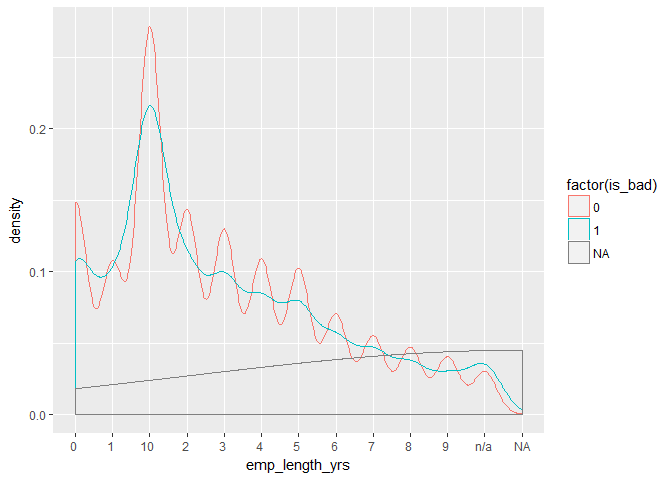 density
0.2
0.1
0.0
0 1 10 2 3 4 5 6 7 8 9 n/a NA
emp_length_yrs
factor(is_bad)
0
1
NA